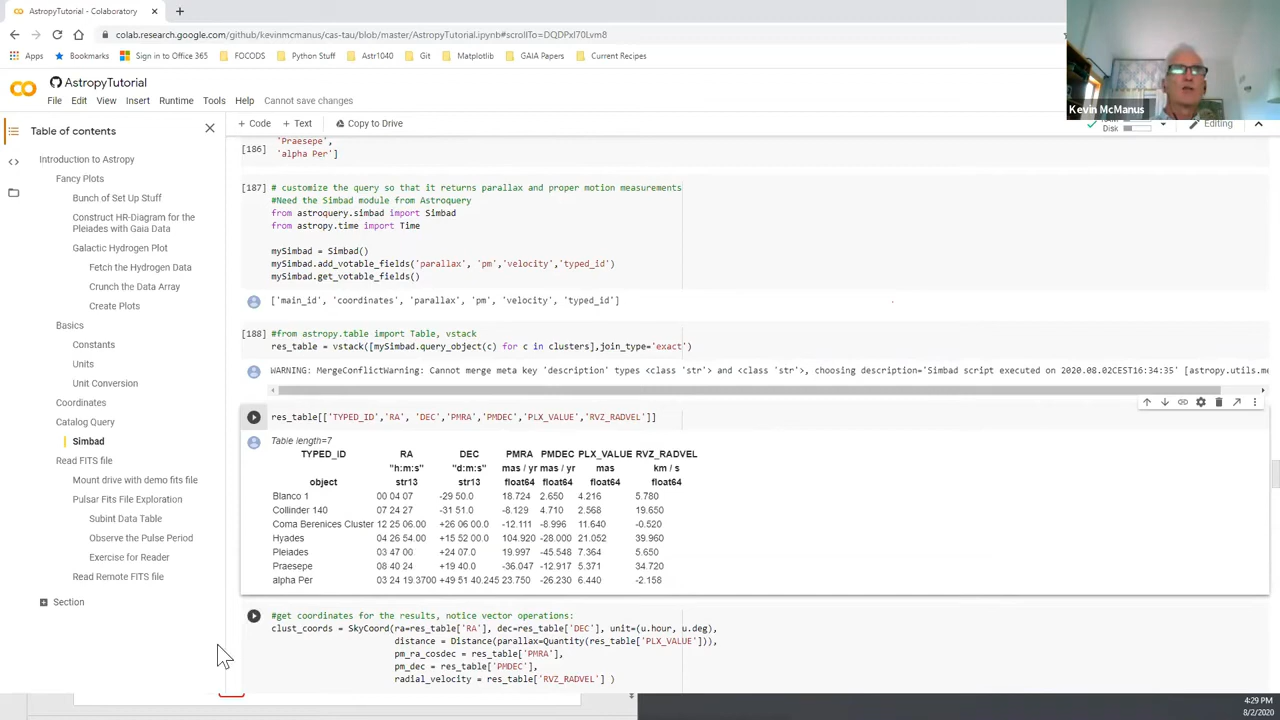 AstropyTutorial - Colaboratory
colab.research.google.com/github/kevinmcmanus/cas-tau/blob/master/AstropyTutorial.ipynb#scrollTo=DQDPxI70Lvm8
Apps Bookmarks Sign in to Office 365 FOCODS Python Stuff Astr1040 Git Matplotlib GAIA Papers Current Recipes
AstropyTutorial
File Edit View Insert Runtime Tools Help Cannot save changes
Kevin McManus
+ Code + Text Copy to Drive
Disk
Editing
Table of contents
Introduction to Astropy
Fancy Plots
Bunch of Set Up Stuff
Construct HR-Diagram for the
Pleiades with Gaia Data
Galactic Hydrogen Plot
Fetch the Hydrogen Data
Crunch the Data Array
Create Plots
Basics
Constants
Units
Unit Conversion
Coordinates
Catalog Query
Simbad
Read FITS file
Mount drive with demo fits file
Pulsar Fits File Exploration
Subint Data Table
Observe the Pulse Period
Exercise for Reader
Read Remote FITS file
Section
'Praesepe',
[186] 'alpha Per']
[187] # customize the query so that it returns parallax and proper motion measurements
#Need the Simbad module from Astroquery
from astroquery.simbad import Simbad
from astropy.time import Time
mySimbad = Simbad()
mySimbad.add_votable_fields('parallax', 'pm','velocity','typed_id')
mySimbad.get_votable_fields()
['main_id', 'coordinates', 'parallax', 'pm', 'velocity', 'typed_id']
[188] #from astropy.table import Table, vstack
res_table = vstack([mySimbad.query_object(c) for c in clusters],join_type='exact')
WARNING: MergeConflictWarning: Cannot merge meta key 'description' types <class 'str'> and <class 'str'>, choosing description='Simbad script executed on 2020.08.02CEST16:34:35' [astropy.utils.me
res_table[['TYPED_ID','RA', 'DEC','PMRA','PMDEC','PLX_VALUE','RVZ_RADVEL']]
Table length=7
TYPED_ID RA DEC PMRA PMDEC PLX_VALUE RVZ_RADVEL
"h:m:s" "d:m:s" mas / yr mas / yr mas km / s
object str13 str13 float64 float64 float64 float64
Blanco 1 00 04 07 -29 50.0 18.724 2.650 4.216 5.780
Collinder 140 07 24 27 -31 51.0 -8.129 4.710 2.568 19.650
Coma Berenices Cluster 12 25 06.00 +26 06 00.0 -12.111 -8.996 11.640 -0.520
Hyades 04 26 54.00 +15 52 00.0 104.920 -28.000 21.052 39.960
Pleiades 03 47 00 +24 07.0 19.997 -45.548 7.364 5.650
Praesepe 08 40 24 +19 40.0 -36.047 -12.917 5.371 34.720
alpha Per 03 24 19.3700 +49 51 40.245 23.750 -26.230 6.440 -2.158
#get coordinates for the results, notice vector operations:
clust_coords = SkyCoord(ra=res_table['RA'], dec=res_table['DEC'], unit=(u.hour, u.deg),
distance = Distance(parallax=Quantity(res_table['PLX_VALUE'])),
pm_ra_cosdec = res_table['PMRA'],
pm_dec = res_table['PMDEC'],
radial_velocity = res_table['RVZ_RADVEL'] )
4:29 PM
8/2/2020